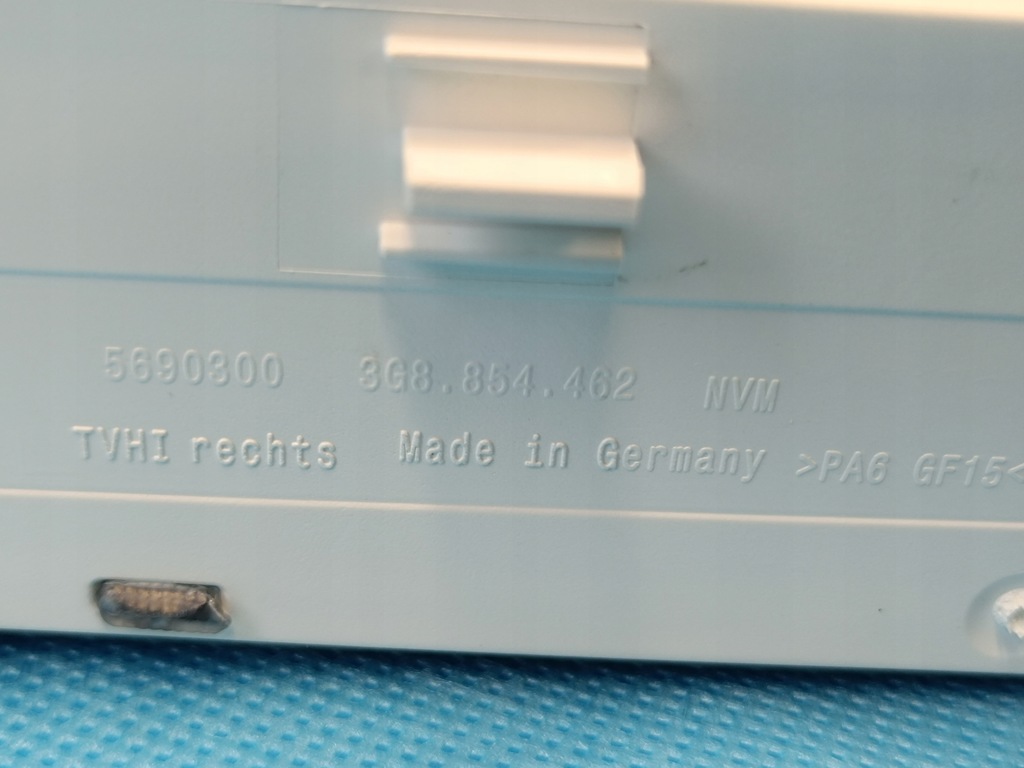 5690300 3G8.854.462 NVM
TVHI rechts Made in Germany >PA6 GF15<